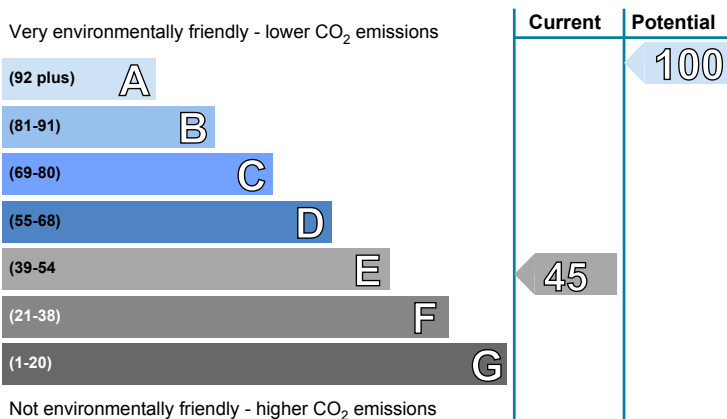 Current Potential
Very environmentally friendly - lower CO2 emissions
100
(92 plus) A
(81-91) B
(69-80) C
(55-68) D
(39-54 E
45
(21-38) F
(1-20) G
Not environmentally friendly - higher CO2 emissions